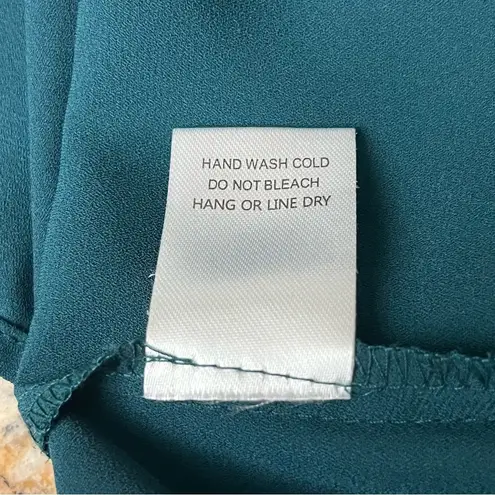 HAND WASH COLD
DO NOT BLEACH
HANG OR LINE DRY